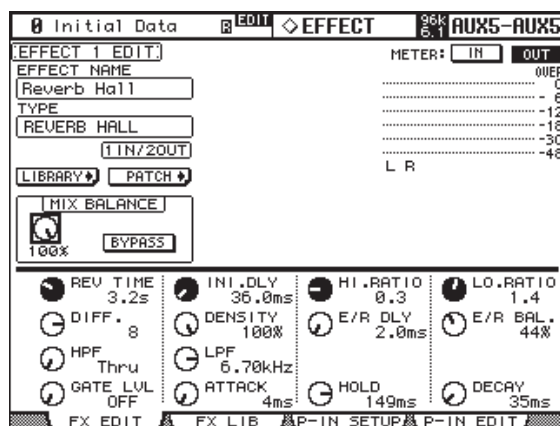 0 Initial Data R EDIT ◇EFFECT 96k 6.1 AUX5-AUX5
EFFECT 1 EDIT
METER: IN OUT
EFFECT NAME
Reverb Hall
TYPE
REVERB HALL
1IN/2OUT
OVER
0
- 6
-12
-18
-30
-48
L R
LIBRARY PATCH
MIX BALANCE
100% BYPASS
REV TIME 3.2s INI.DLY 36.0ms HI.RATIO 0.3 LO.RATIO 1.4
DIFF. 8 DENSITY 100% E/R DLY 2.0ms E/R BAL. 44%
HPF Thru LPF 6.70kHz
GATE LVL OFF ATTACK 4ms HOLD 149ms DECAY 35ms
FX EDIT FX LIB P-IN SETUP P-IN EDIT